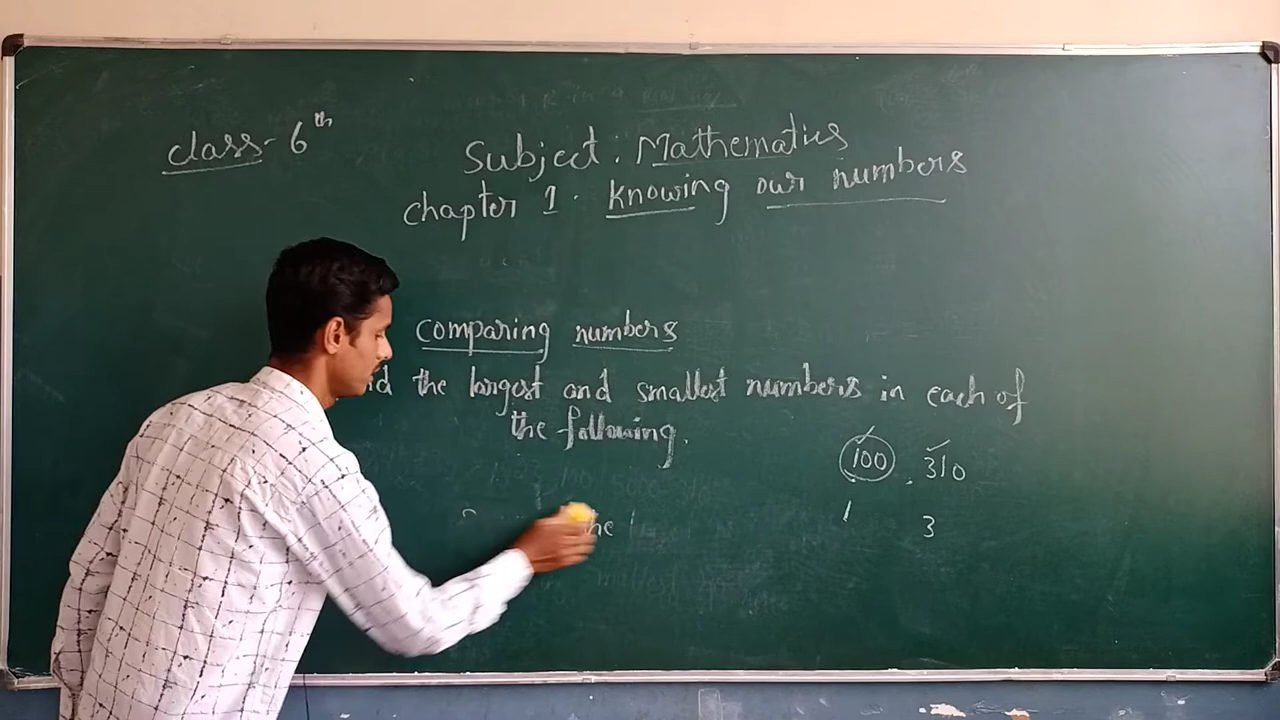 class - 6th
Subject : Mathematics
chapter 1. Knowing our numbers
comparing numbers
the largest and smallest numbers in each of
the following.
100 , 310
1 3